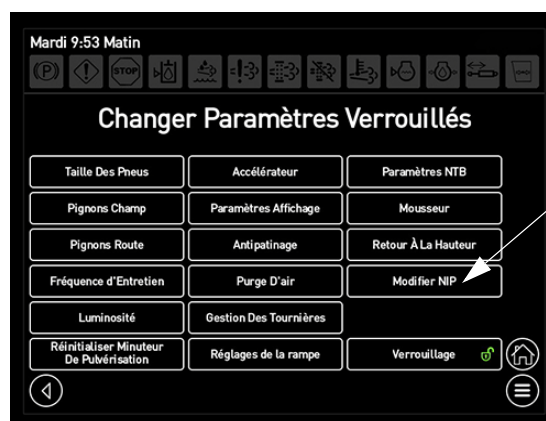 Mardi 9:53 Matin
STOP
Changer Paramètres Verrouillés
Taille Des Pneus
Accélérateur
Paramètres NTB
Pignons Champ
Paramètres Affichage
Mousseur
Pignons Route
Antipatinage
Retour À La Hauteur
Fréquence d'Entretien
Purge D'air
Modifier NIP
Luminosité
Gestion Des Tournières
Réinitialiser Minuteur
De Pulvérisation
Réglages de la rampe
Verrouillage